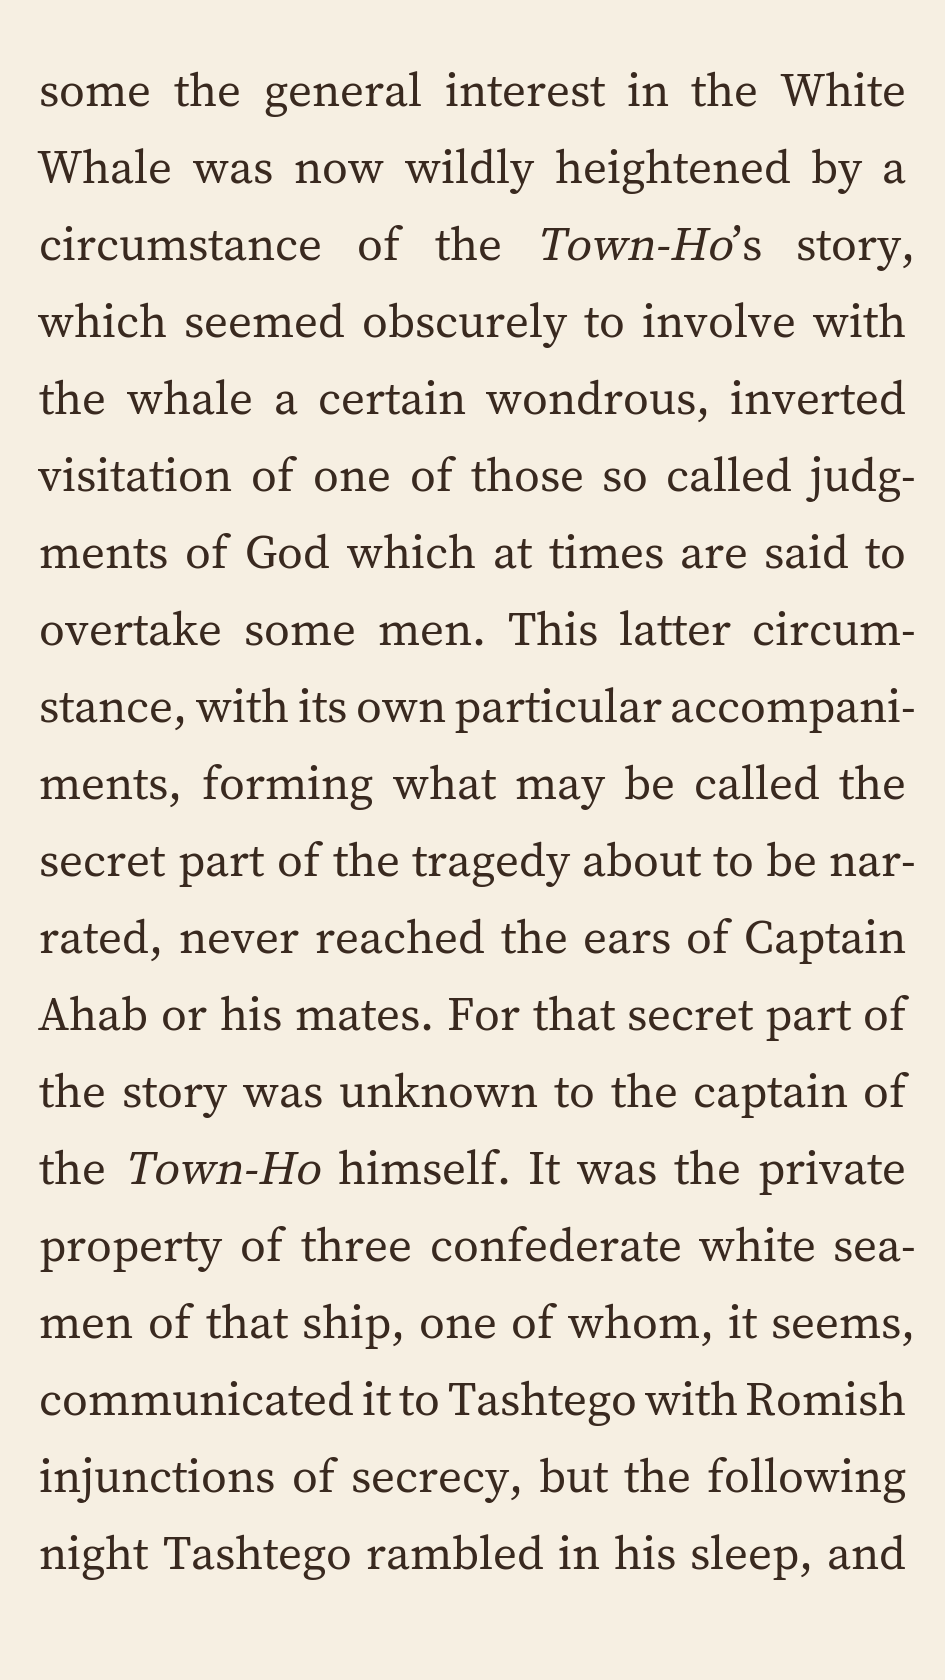 some the general interest in the White
Whale was now wildly heightened by a
circumstance of the Town-Ho’s story,
which seemed obscurely to involve with
the whale a certain wondrous, inverted
visitation of one of those so called judg-
ments of God which at times are said to
overtake some men. This latter circum-
stance, with its own particular accompani-
ments, forming what may be called the
secret part of the tragedy about to be nar-
rated, never reached the ears of Captain
Ahab or his mates. For that secret part of
the story was unknown to the captain of
the Town-Ho himself. It was the private
property of three confederate white sea-
men of that ship, one of whom, it seems,
communicated it to Tashtego with Romish
injunctions of secrecy, but the following
night Tashtego rambled in his sleep, and